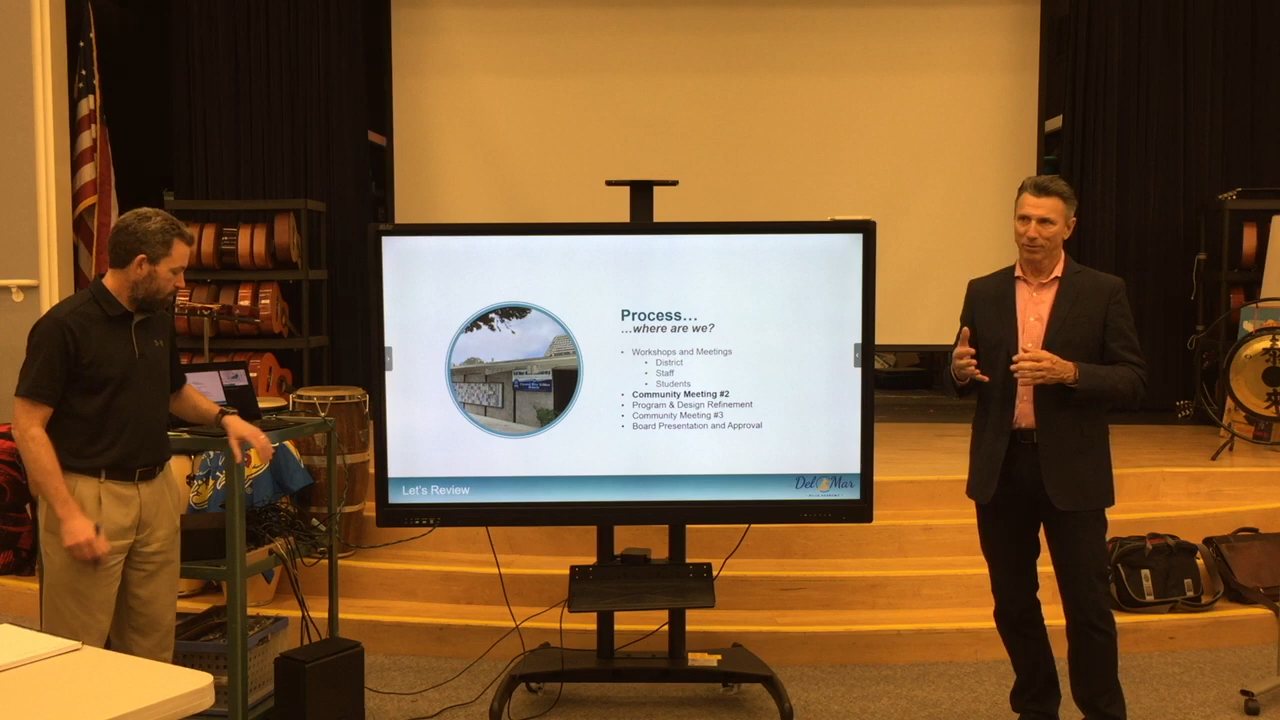 Process…
…where are we?
• Workshops and Meetings
• District
• Staff
• Students
• Community Meeting #2
• Program & Design Refinement
• Community Meeting #3
• Board Presentation and Approval
Let's Review
Del Mar